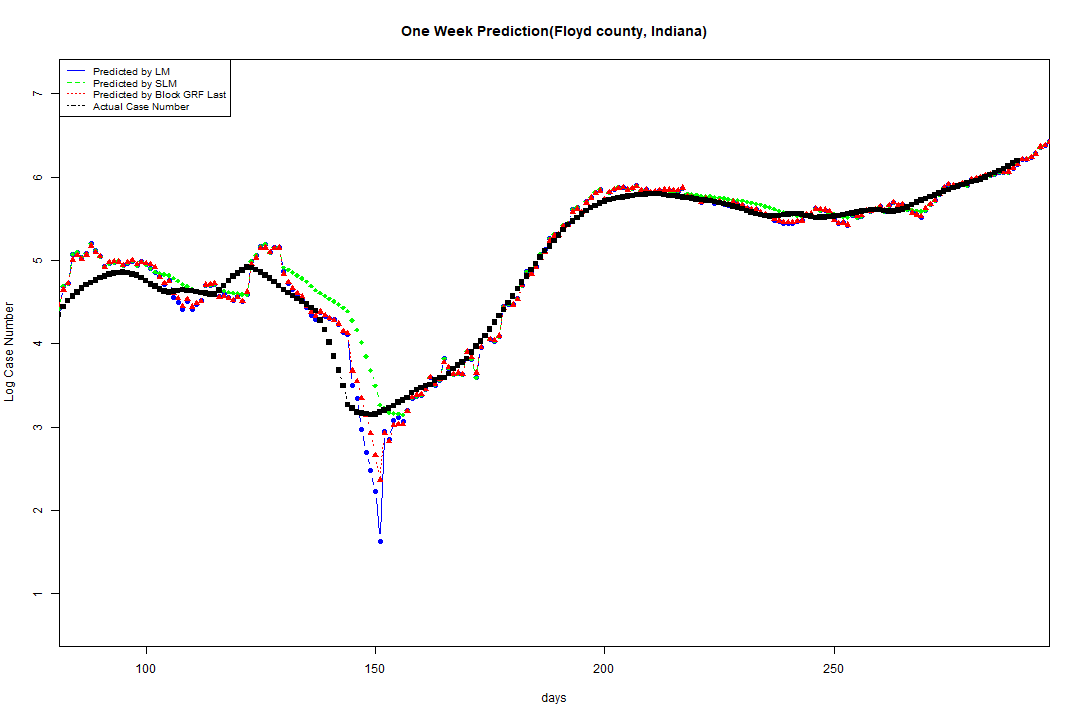 One Week Prediction(Floyd county, Indiana)
Predicted by LM
Predicted by SLM
Predicted by Block GRF Last
Actual Case Number
7
6
5
4
3
2
1
Log Case Number
100 150 200 250
days